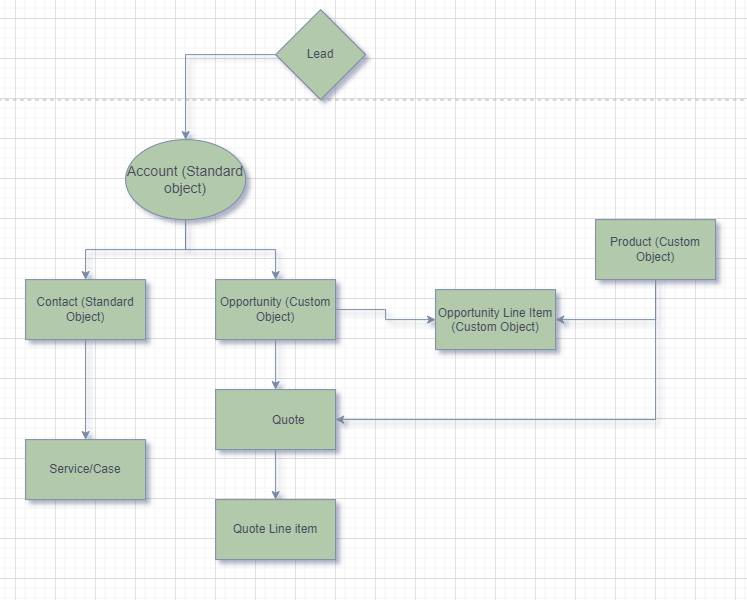 Lead
Account (Standard
object)
Product (Custom
Object)
Contact (Standard
Object)
Opportunity (Custom
Object)
Opportunity Line Item
(Custom Object)
Quote
Service/Case
Quote Line item